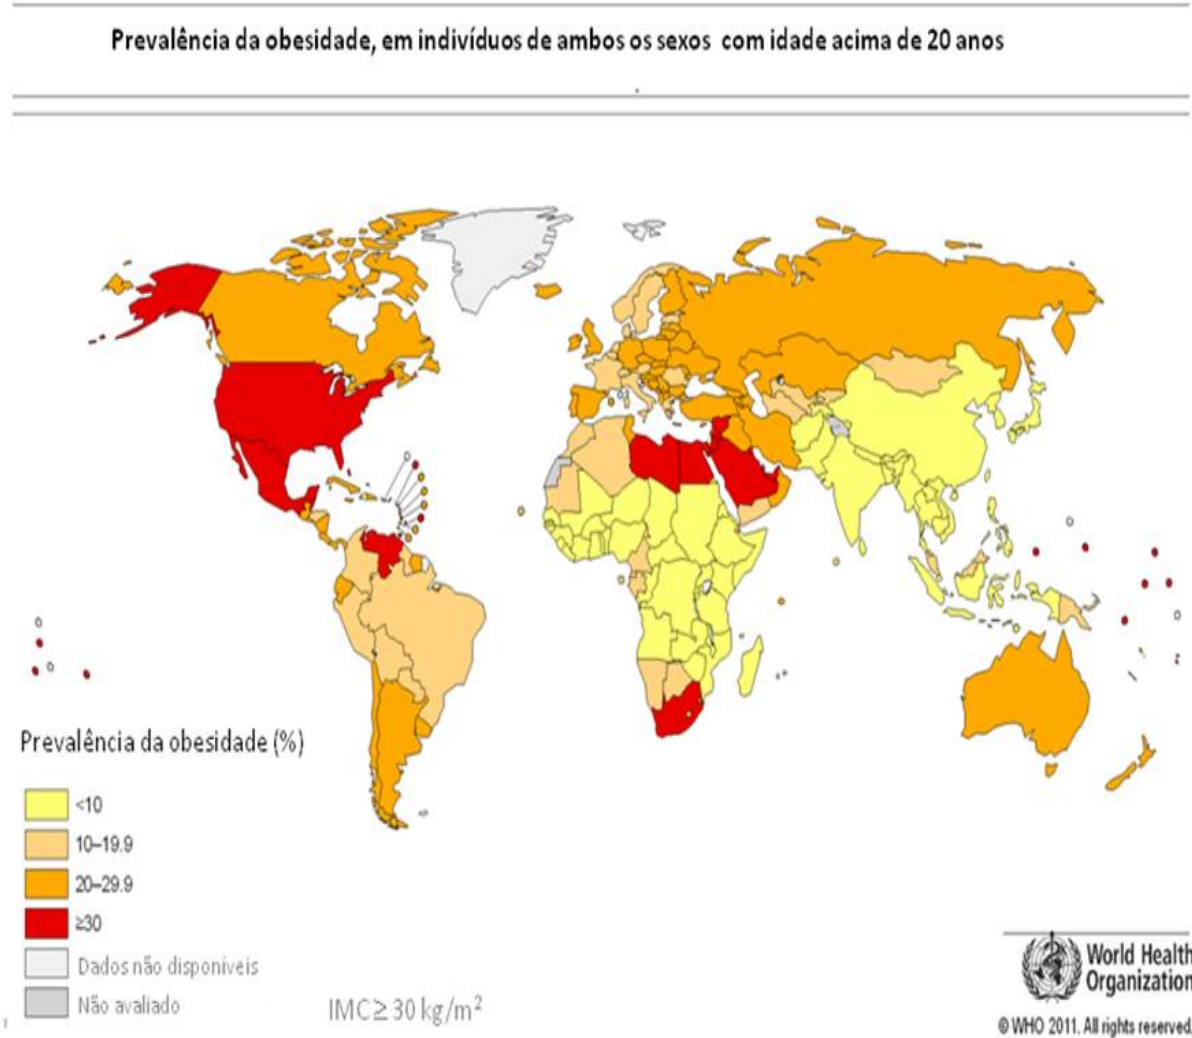 Prevalência da obesidade, em indivíduos de ambos os sexos com idade acima de 20 anos
Prevalência da obesidade (%)
<10
10–19.9
20–29.9
≥30
Dados não disponíveis
Não avaliado
IMC ≥ 30 kg/m²
World Health
Organization
© WHO 2011. All rights reserved.